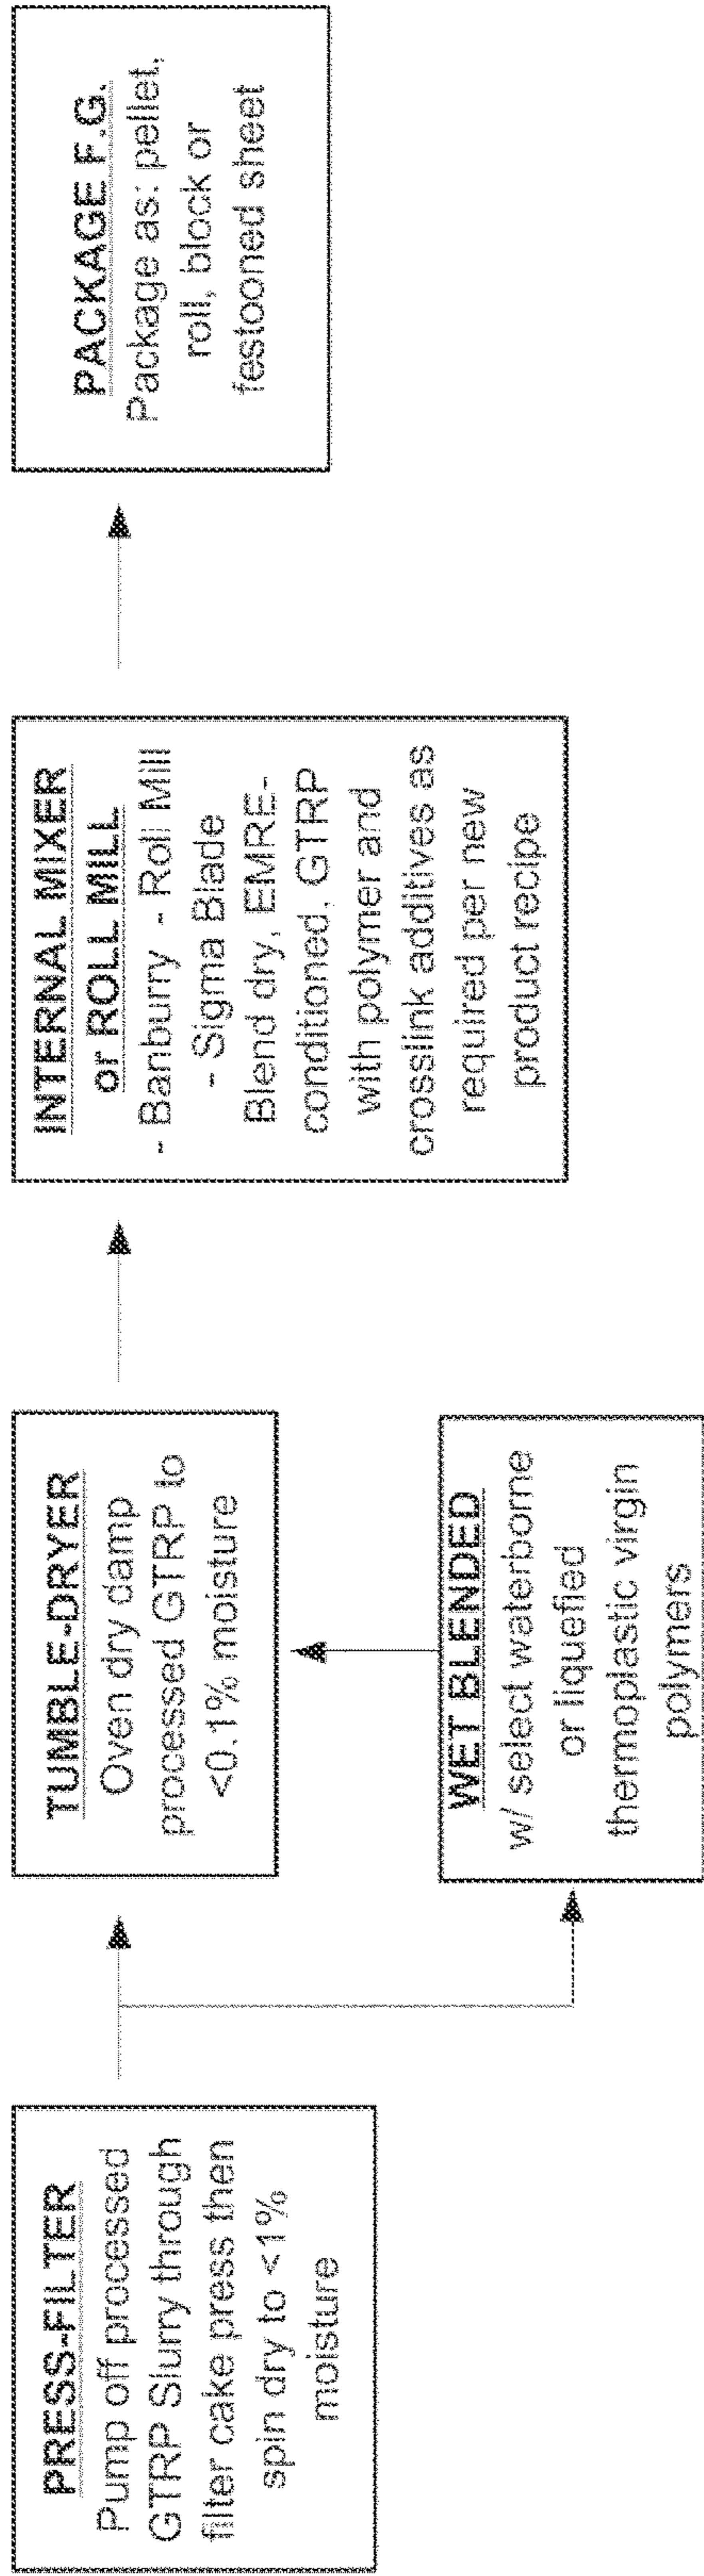 PRESS-FILTER
Pump off processed
GTRP Slurry through
filter cake press then
spin dry to <1%
moisture
TUMBLE-DRYER
Oven dry damp
processed GTRP to
<0.1% moisture
WET BLENDED
w/ select waterborne
or liquefied
thermoplastic virgin
polymers
INTERNAL MIXER
or ROLL MILL
- Banburry - Roll Mill
- Sigma Blade
Blend dry, EMRE-
conditioned, GTRP
with polymer and
crosslink additives as
required per new
product recipe
PACKAGE F.G.
Package as: pellet,
roll, block or
festooned sheet